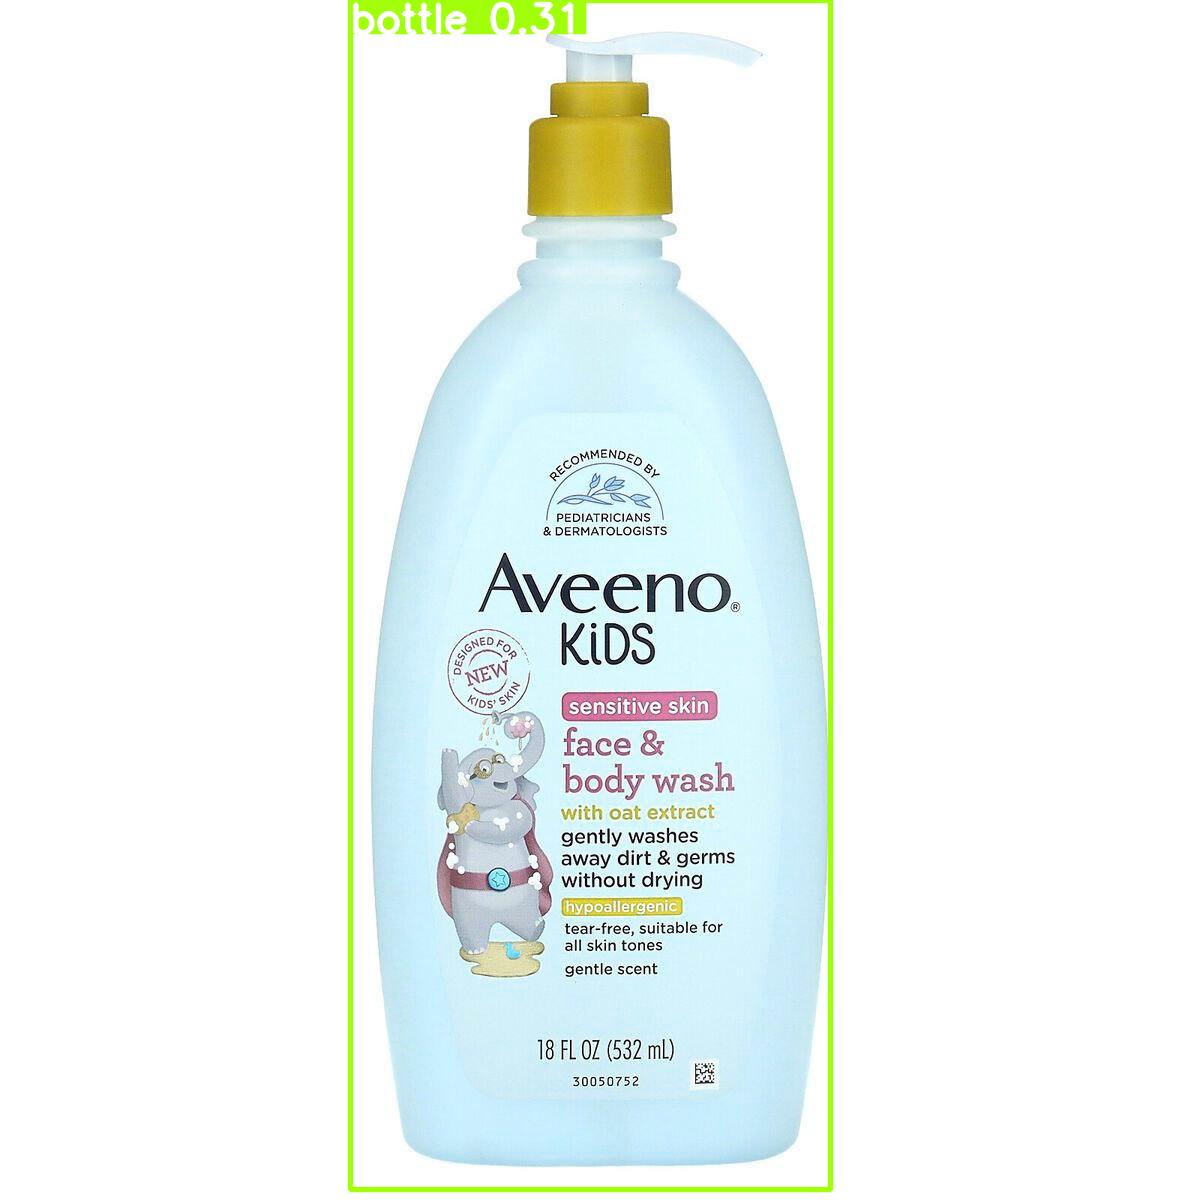 bottle 0.31
RECOMMENDED BY
PEDIATRICIANS
& DERMATOLOGISTS
Aveeno®
KiDS
DESIGNED FOR
NEW
KIDS' SKIN
sensitive skin
face &
body wash
with oat extract
gently washes
away dirt & germs
without drying
hypoallergenic
tear-free, suitable for
all skin tones
gentle scent
18 FL OZ (532 mL)
30050752